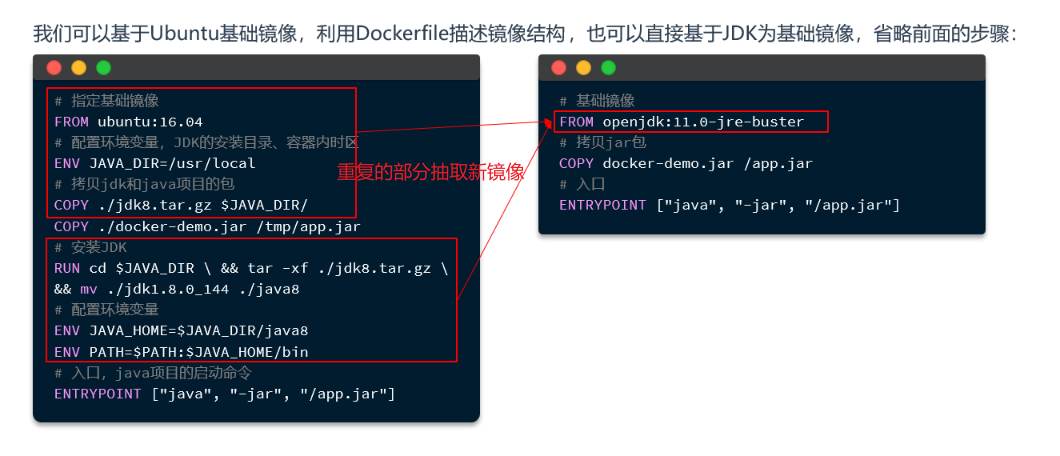 我们可以基于Ubuntu基础镜像，利用Dockerfile描述镜像结构，也可以直接基于JDK为基础镜像，省略前面的步骤：
# 指定基础镜像
FROM ubuntu:16.04
# 配置环境变量，JDK的安装目录、容器内时区
ENV JAVA_DIR=/usr/local
# 拷贝jdk和java项目的包
COPY ./jdk8.tar.gz $JAVA_DIR/
COPY ./docker-demo.jar /tmp/app.jar
# 安装JDK
RUN cd $JAVA_DIR \ && tar -xf ./jdk8.tar.gz \
&& mv ./jdk1.8.0_144 ./java8
# 配置环境变量
ENV JAVA_HOME=$JAVA_DIR/java8
ENV PATH=$PATH:$JAVA_HOME/bin
# 入口，java项目的启动命令
ENTRYPOINT ["java", "-jar", "/app.jar"]
重复的部分抽取新镜像
# 基础镜像
FROM openjdk:11.0-jre-buster
# 拷贝jar包
COPY docker-demo.jar /app.jar
# 入口
ENTRYPOINT ["java", "-jar", "/app.jar"]